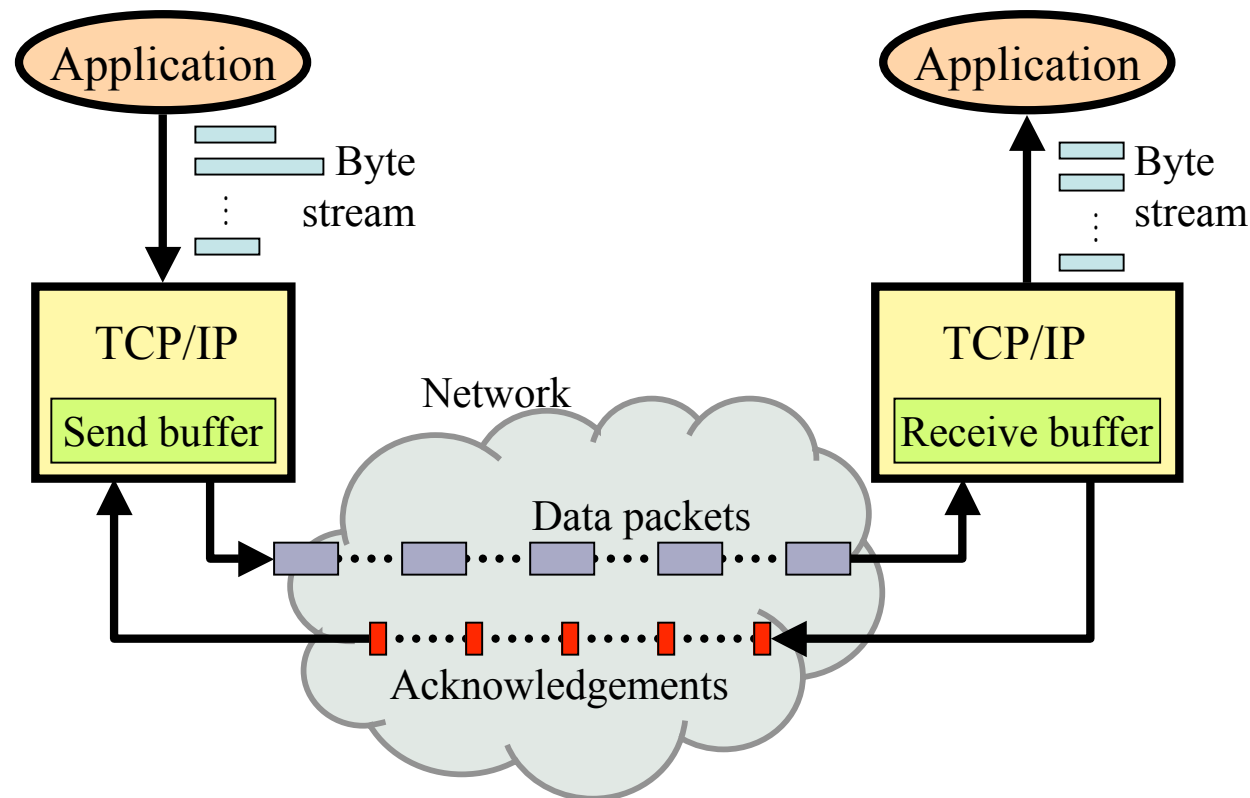 Application
Application
Byte
stream
Byte
stream
TCP/IP
TCP/IP
Network
Send buffer
Receive buffer
Data packets
Acknowledgements